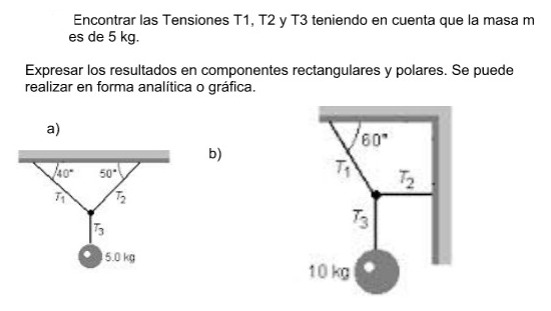 Encontrar las Tensiones T1, T2 y T3 teniendo en cuenta que la masa m
es de 5 kg.
Expresar los resultados en componentes rectangulares y polares. Se puede
realizar en forma analítica o gráfica.
a)
40° 50°
T1 T2
T3
5.0 kg
b)
60°
T1 T2
T3
10 kg